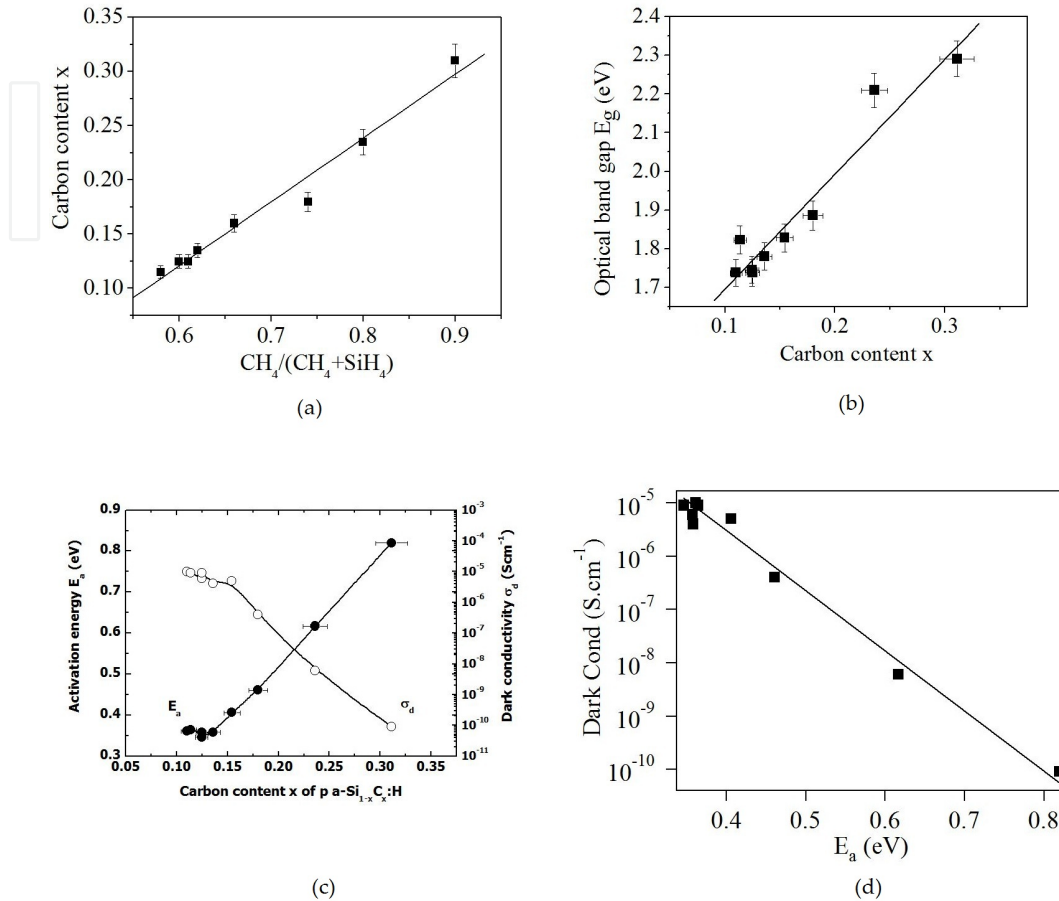 0.35
0.30
0.25
0.20
0.15
0.10
Carbon content x
0.6 0.7 0.8 0.9
CH4/(CH4+SiH4)
(a)
2.4
2.3
2.2
2.1
2.0
1.9
1.8
1.7
Optical band gap Eg (eV)
0.1 0.2 0.3
Carbon content x
(b)
0.9
0.8
0.7
0.6
0.5
0.4
0.3
Activation energy Ea (eV)
Ea
σd
10-3
10-4
10-5
10-6
10-7
10-8
10-9
10-10
10-11
Dark conductivity σd (Scm-1)
0.05 0.10 0.15 0.20 0.25 0.30 0.35
Carbon content x of p a-Si1-xCx:H
(c)
10-5
10-6
10-7
10-8
10-9
10-10
Dark Cond (S.cm-1)
0.4 0.5 0.6 0.7 0.8
Ea (eV)
(d)